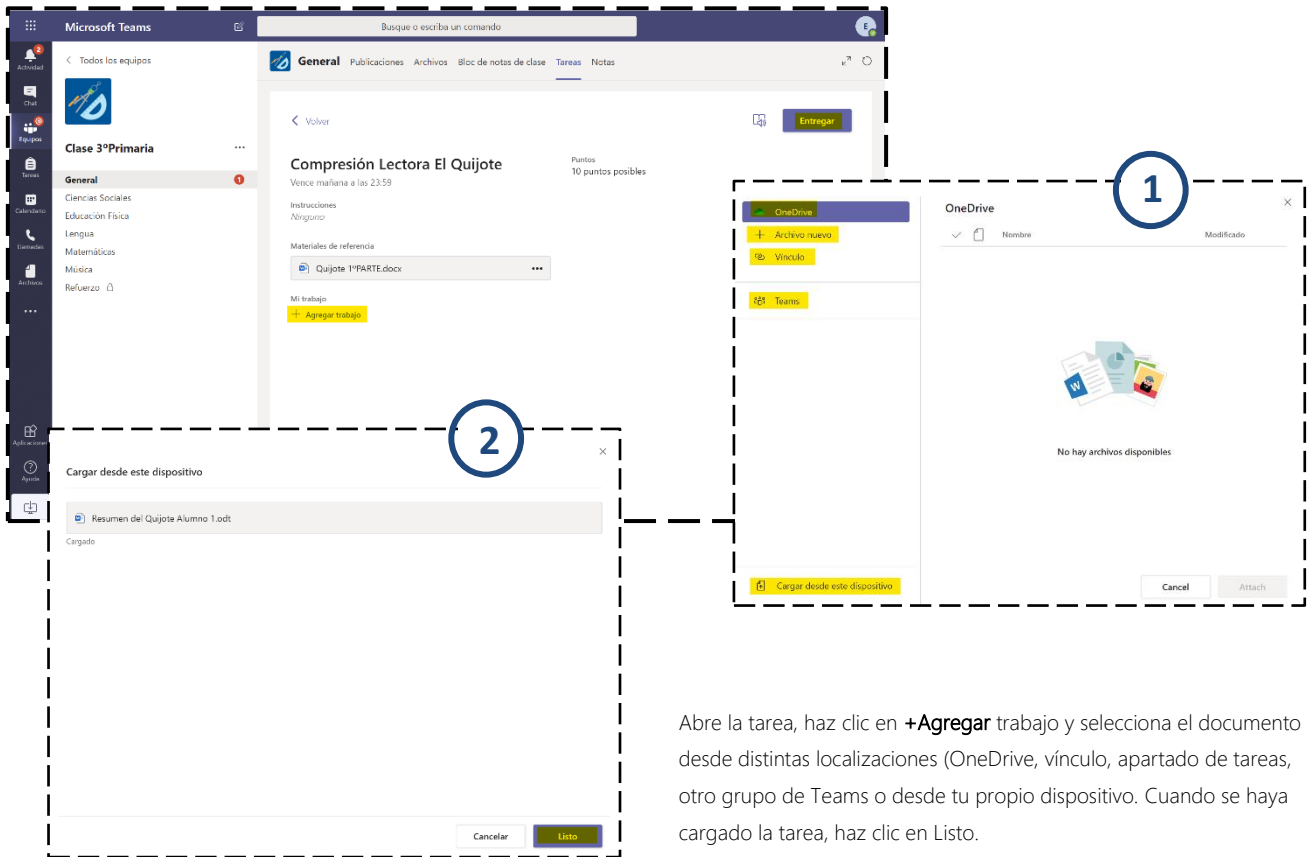 Microsoft Teams
Busque o escriba un comando
E
2
Actividad
Chat
Equipos
Tareas
Calendario
Llamadas
Archivos
Aplicaciones
Ayuda
< Todos los equipos
Clase 3ºPrimaria
General
1
Ciencias Sociales
Educación Física
Lengua
Matemáticas
Música
Refuerzo
General Publicaciones Archivos Bloc de notas de clase Tareas Notas
Volver
Entregar
Compresión Lectora El Quijote
Vence mañana a las 23:59
Puntos
10 puntos posibles
Instrucciones
Ninguno
Materiales de referencia
Quijote 1ºPARTE.docx
Mi trabajo
+ Agregar trabajo
1
OneDrive
+ Archivo nuevo
Vínculo
Teams
Cargar desde este dispositivo
OneDrive
Nombre Modificado
No hay archivos disponibles
Cancel Attach
2
Cargar desde este dispositivo
Resumen del Quijote Alumno 1.odt
Cargado
Cancelar Listo
Abre la tarea, haz clic en +Agregar trabajo y selecciona el documento
desde distintas localizaciones (OneDrive, vínculo, apartado de tareas,
otro grupo de Teams o desde tu propio dispositivo. Cuando se haya
cargado la tarea, haz clic en Listo.